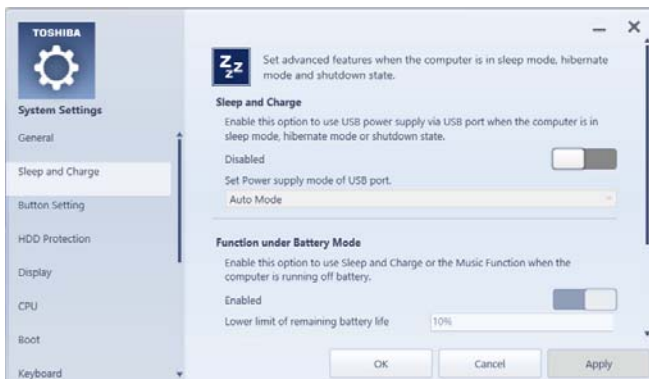 TOSHIBA
System Settings
General
Sleep and Charge
Button Setting
HDD Protection
Display
CPU
Boot
Keyboard
Zzz
Set advanced features when the computer is in sleep mode, hibernate
mode and shutdown state.
Sleep and Charge
Enable this option to use USB power supply via USB port when the computer is in
sleep mode, hibernate mode or shutdown state.
Disabled
Set Power supply mode of USB port.
Auto Mode
Function under Battery Mode
Enable this option to use Sleep and Charge or the Music Function when the
computer is running off battery.
Enabled
Lower limit of remaining battery life 10%
OK Cancel Apply